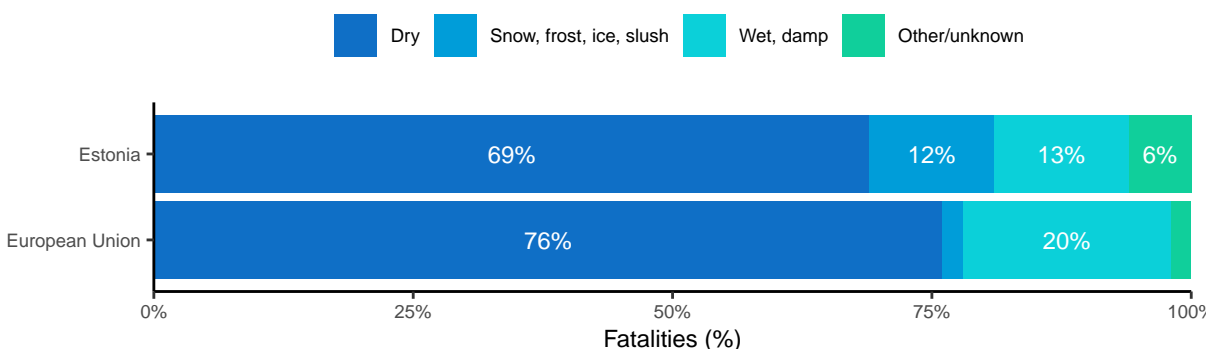 Dry Snow, frost, ice, slush Wet, damp Other/unknown
Estonia 69% 12% 13% 6%
European Union 76% 20%
0% 25% 50% 75% 100%
Fatalities (%)